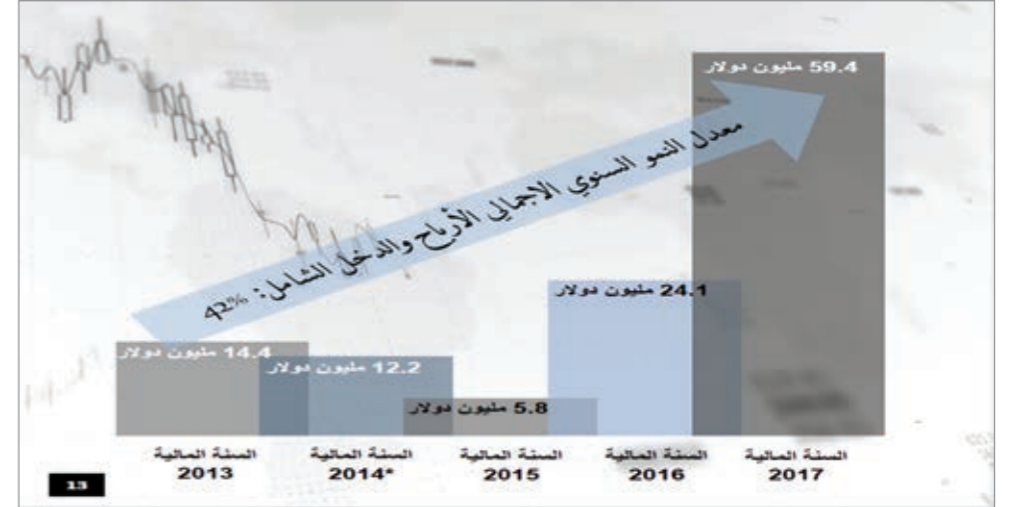 59.4 مليون دولار
معدل النمو السنوي الاجمالي الأرباح والدخل الشامل: 42%
24.1 مليون دولار
14.4 مليون دولار
12.2 مليون دولار
5.8 مليون دولار
السنة المالية
2013
السنة المالية
2014*
السنة المالية
2015
السنة المالية
2016
السنة المالية
2017
13